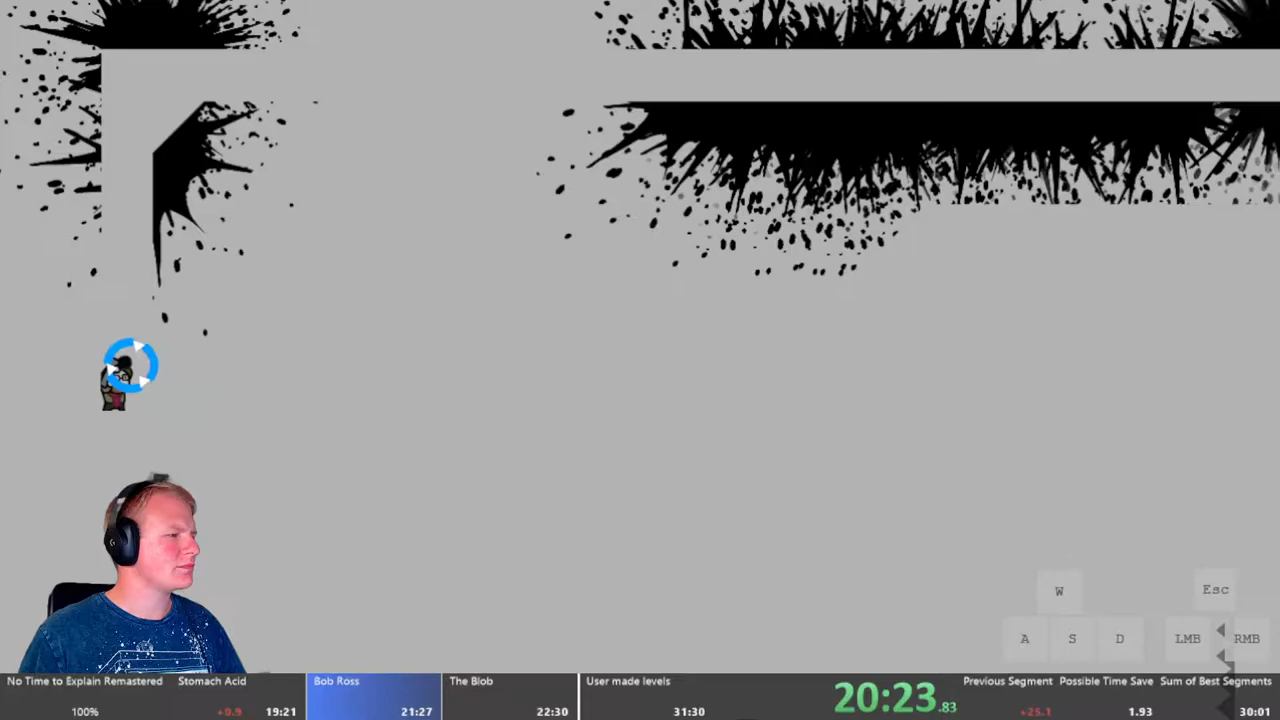 W
Esc
A
S
D
LMB
RMB
No Time to Explain Remastered
100%
Stomach Acid
+0.9
19:21
Bob Ross
21:27
The Blob
22:30
User made levels
31:30
20:23.83
Previous Segment
+25.1
Possible Time Save
1.93
Sum of Best Segments
30:01